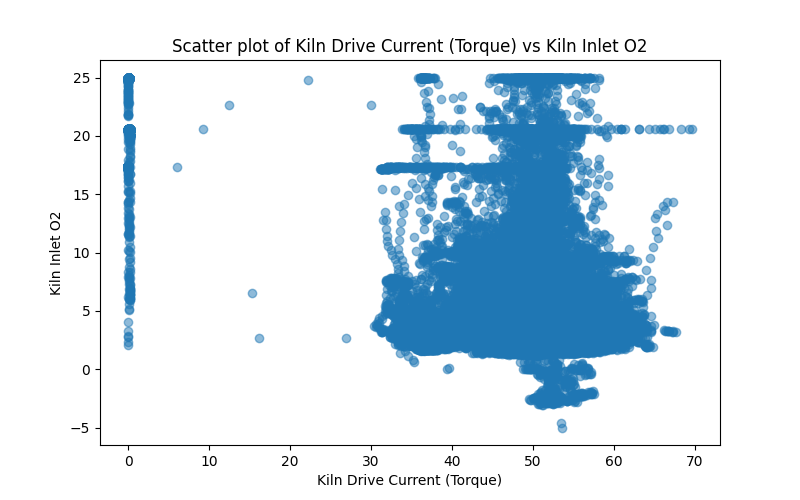 Scatter plot of Kiln Drive Current (Torque) vs Kiln Inlet O2
25
20
15
10
5
0
−5
Kiln Inlet O2
0 10 20 30 40 50 60 70
Kiln Drive Current (Torque)